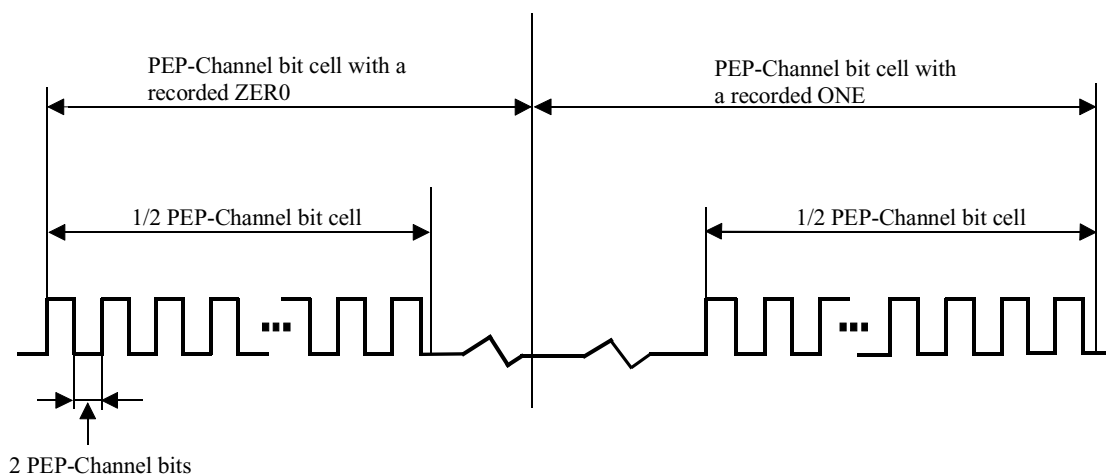 PEP-Channel bit cell with a
recorded ZER0
PEP-Channel bit cell with
a recorded ONE
1/2 PEP-Channel bit cell
1/2 PEP-Channel bit cell
2 PEP-Channel bits